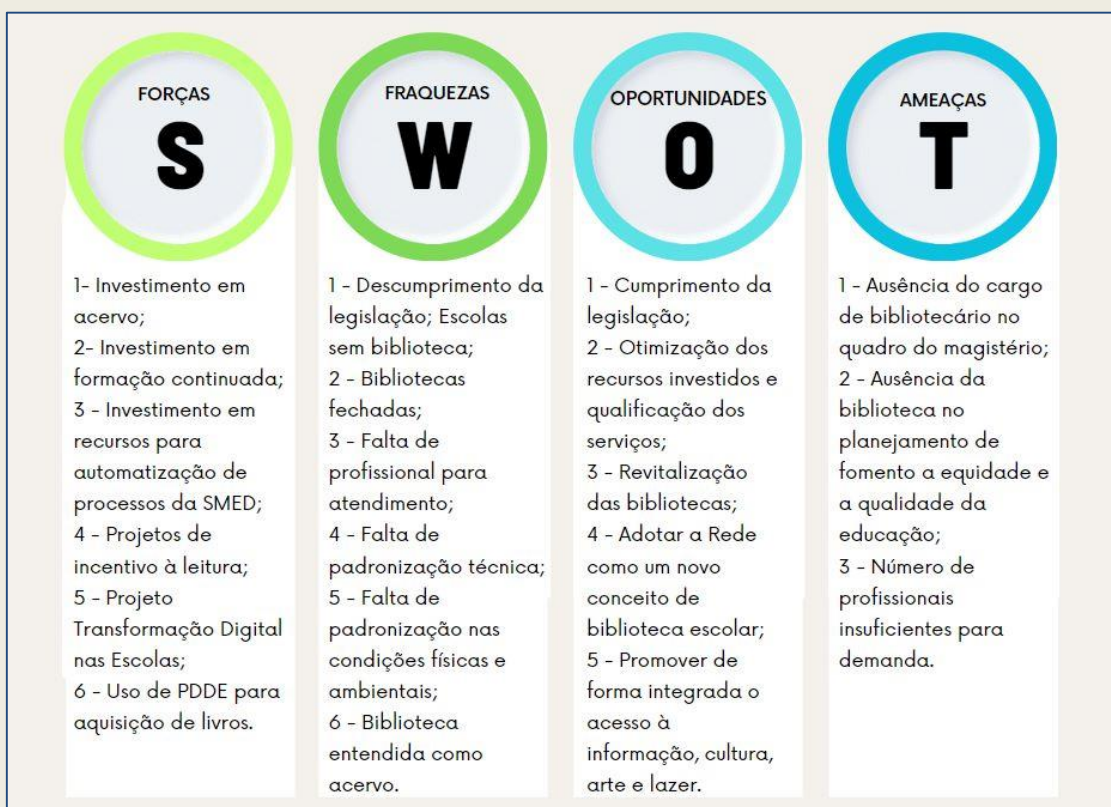 FORÇAS
S
1- Investimento em
acervo;
2- Investimento em
formação continuada;
3 - Investimento em
recursos para
automatização de
processos da SMED;
4 - Projetos de
incentivo à leitura;
5 - Projeto
Transformação Digital
nas Escolas;
6 - Uso de PDDE para
aquisição de livros.
FRAQUEZAS
W
1 - Descumprimento da
legislação; Escolas
sem biblioteca;
2 - Bibliotecas
fechadas;
3 - Falta de
profissional para
atendimento;
4 - Falta de
padronização técnica;
5 - Falta de
padronização nas
condições físicas e
ambientais;
6 - Biblioteca
entendida como
acervo.
OPORTUNIDADES
O
1 - Cumprimento da
legislação;
2 - Otimização dos
recursos investidos e
qualificação dos
serviços;
3 - Revitalização
das bibliotecas;
4 - Adotar a Rede
como um novo
conceito de
biblioteca escolar;
5 - Promover de
forma integrada o
acesso à
informação, cultura,
arte e lazer.
AMEAÇAS
T
1 - Ausência do cargo
de bibliotecário no
quadro do magistério;
2 - Ausência da
biblioteca no
planejamento de
fomento a equidade e
a qualidade da
educação;
3 - Número de
profissionais
insuficientes para
demanda.